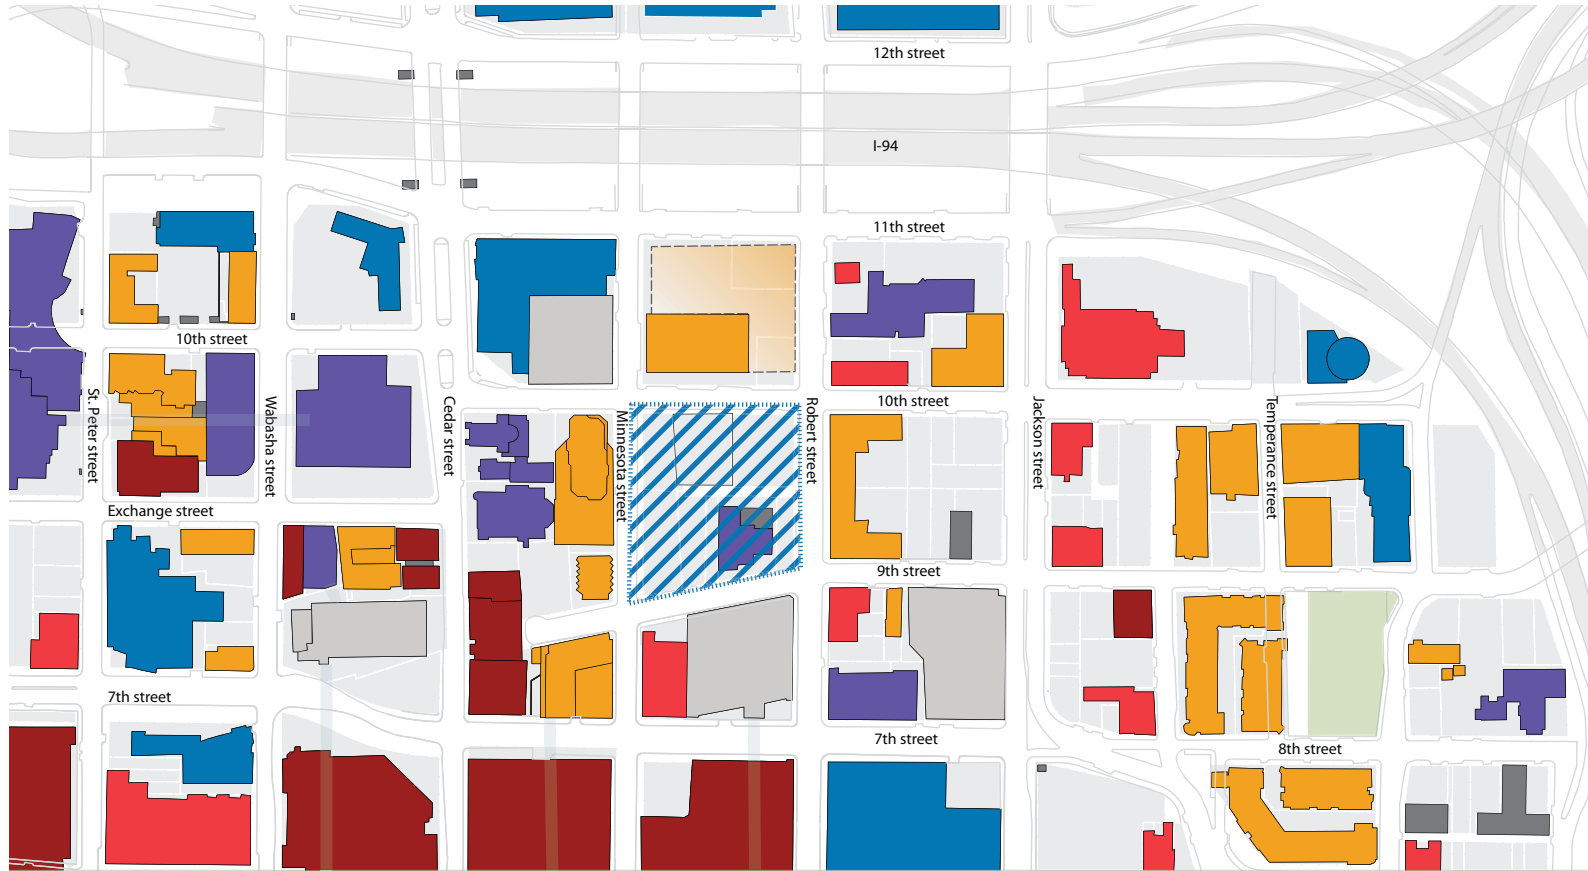 12th street
I-94
11th street
10th street
St. Peter street
Wabasha street
Cedar street
Minnesota street
Robert street
10th street
Jackson street
Temperance street
Exchange street
9th street
7th street
7th street
8th street